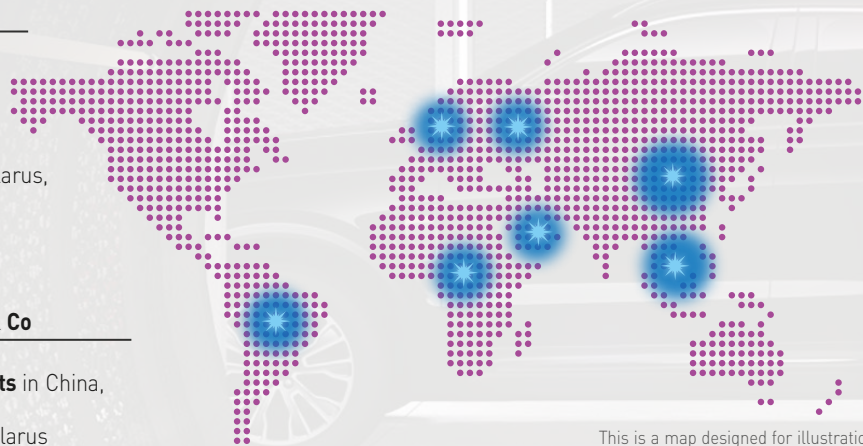 arus,
Co
ts in China,
larus
This is a map designed for illustratio